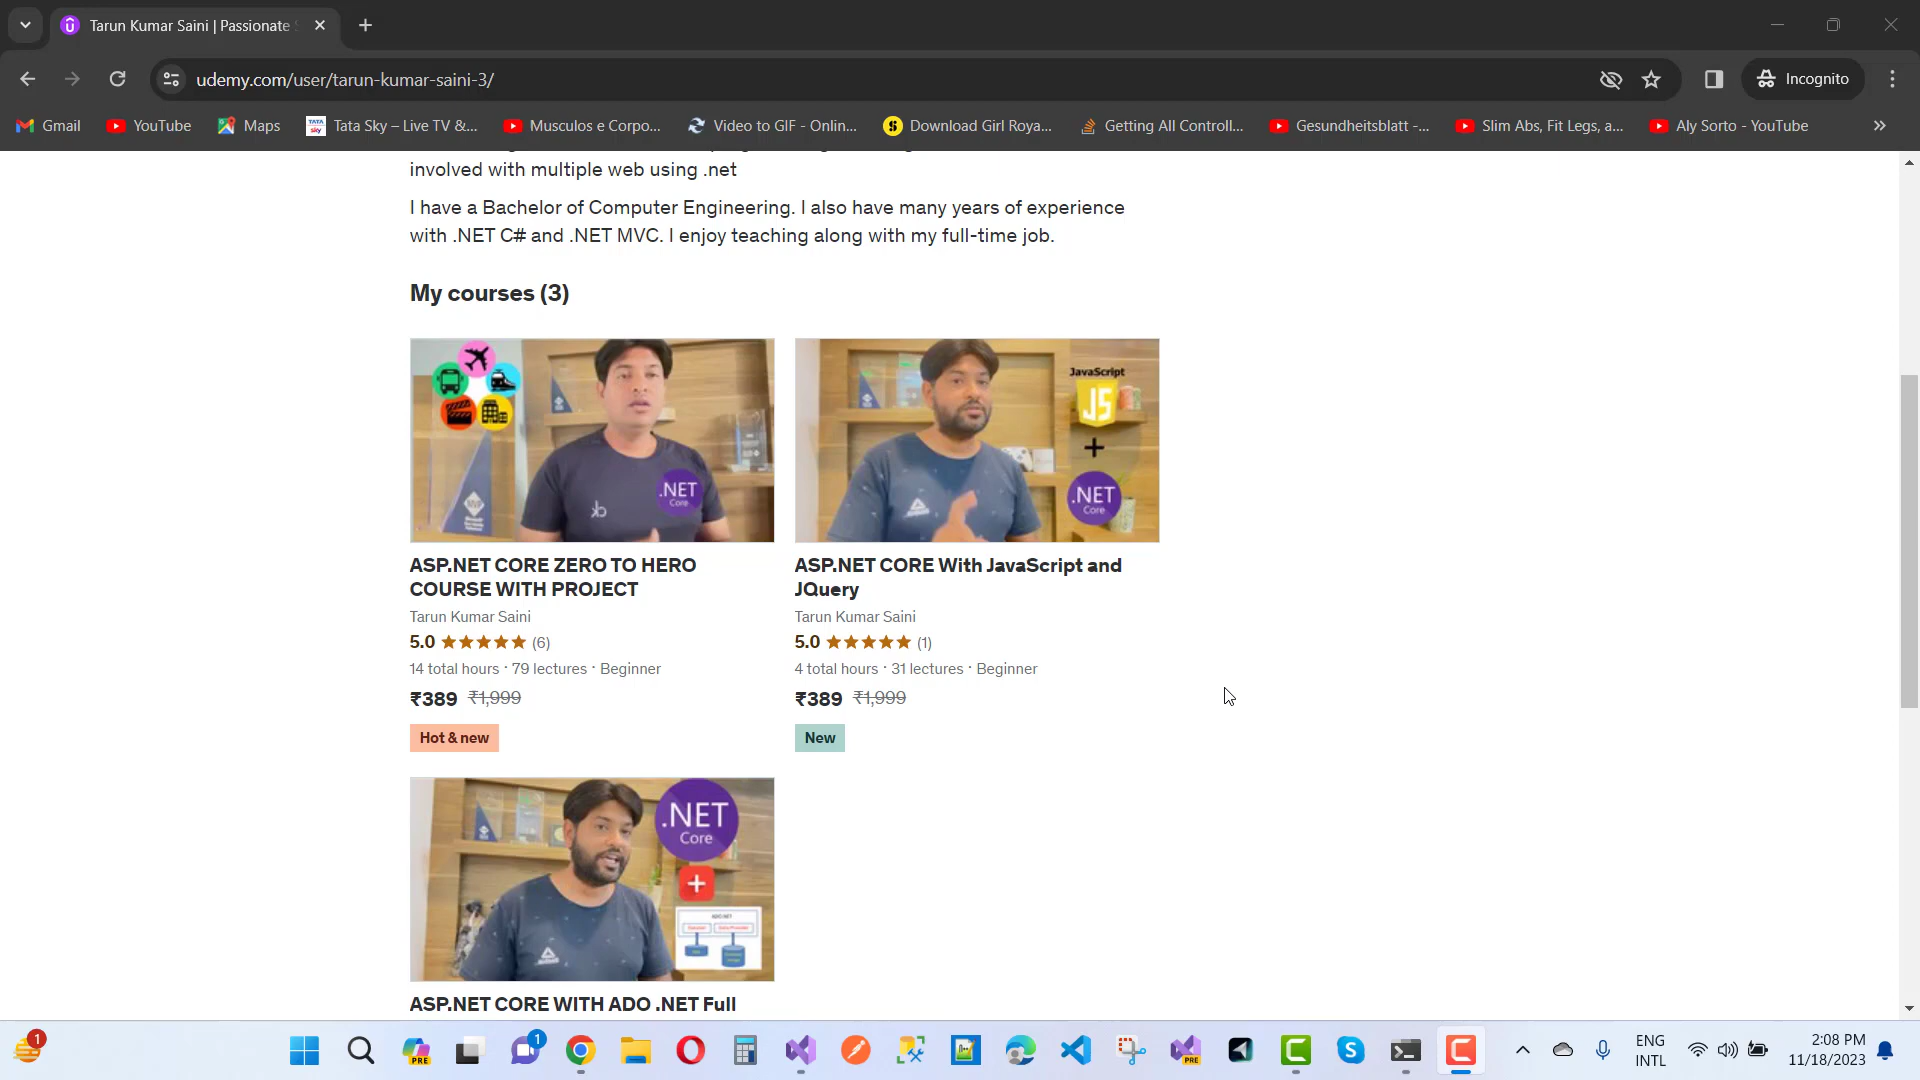 Tarun Kumar Saini | Passionate
udemy.com/user/tarun-kumar-saini-3/
Incognito
Gmail
YouTube
Maps
Tata Sky – Live TV &...
Musculos e Corpo...
Video to GIF - Onlin...
Download Girl Roya...
Getting All Controll...
Gesundheitsblatt -...
Slim Abs, Fit Legs, a...
Aly Sorto - YouTube
involved with multiple web using .net
I have a Bachelor of Computer Engineering. I also have many years of experience
with .NET C# and .NET MVC. I enjoy teaching along with my full-time job.
My courses (3)
.NET
Core
JavaScript
JS
.NET
Core
ASP.NET CORE ZERO TO HERO
COURSE WITH PROJECT
Tarun Kumar Saini
5.0 (6)
14 total hours · 79 lectures · Beginner
₹389 ₹1,999
Hot & new
ASP.NET CORE With JavaScript and
JQuery
Tarun Kumar Saini
5.0 (1)
4 total hours · 31 lectures · Beginner
₹389 ₹1,999
New
.NET
Core
ASP.NET CORE WITH ADO .NET Full
1
PRE
1
PRE
ENG
INTL
2:08 PM
11/18/2023